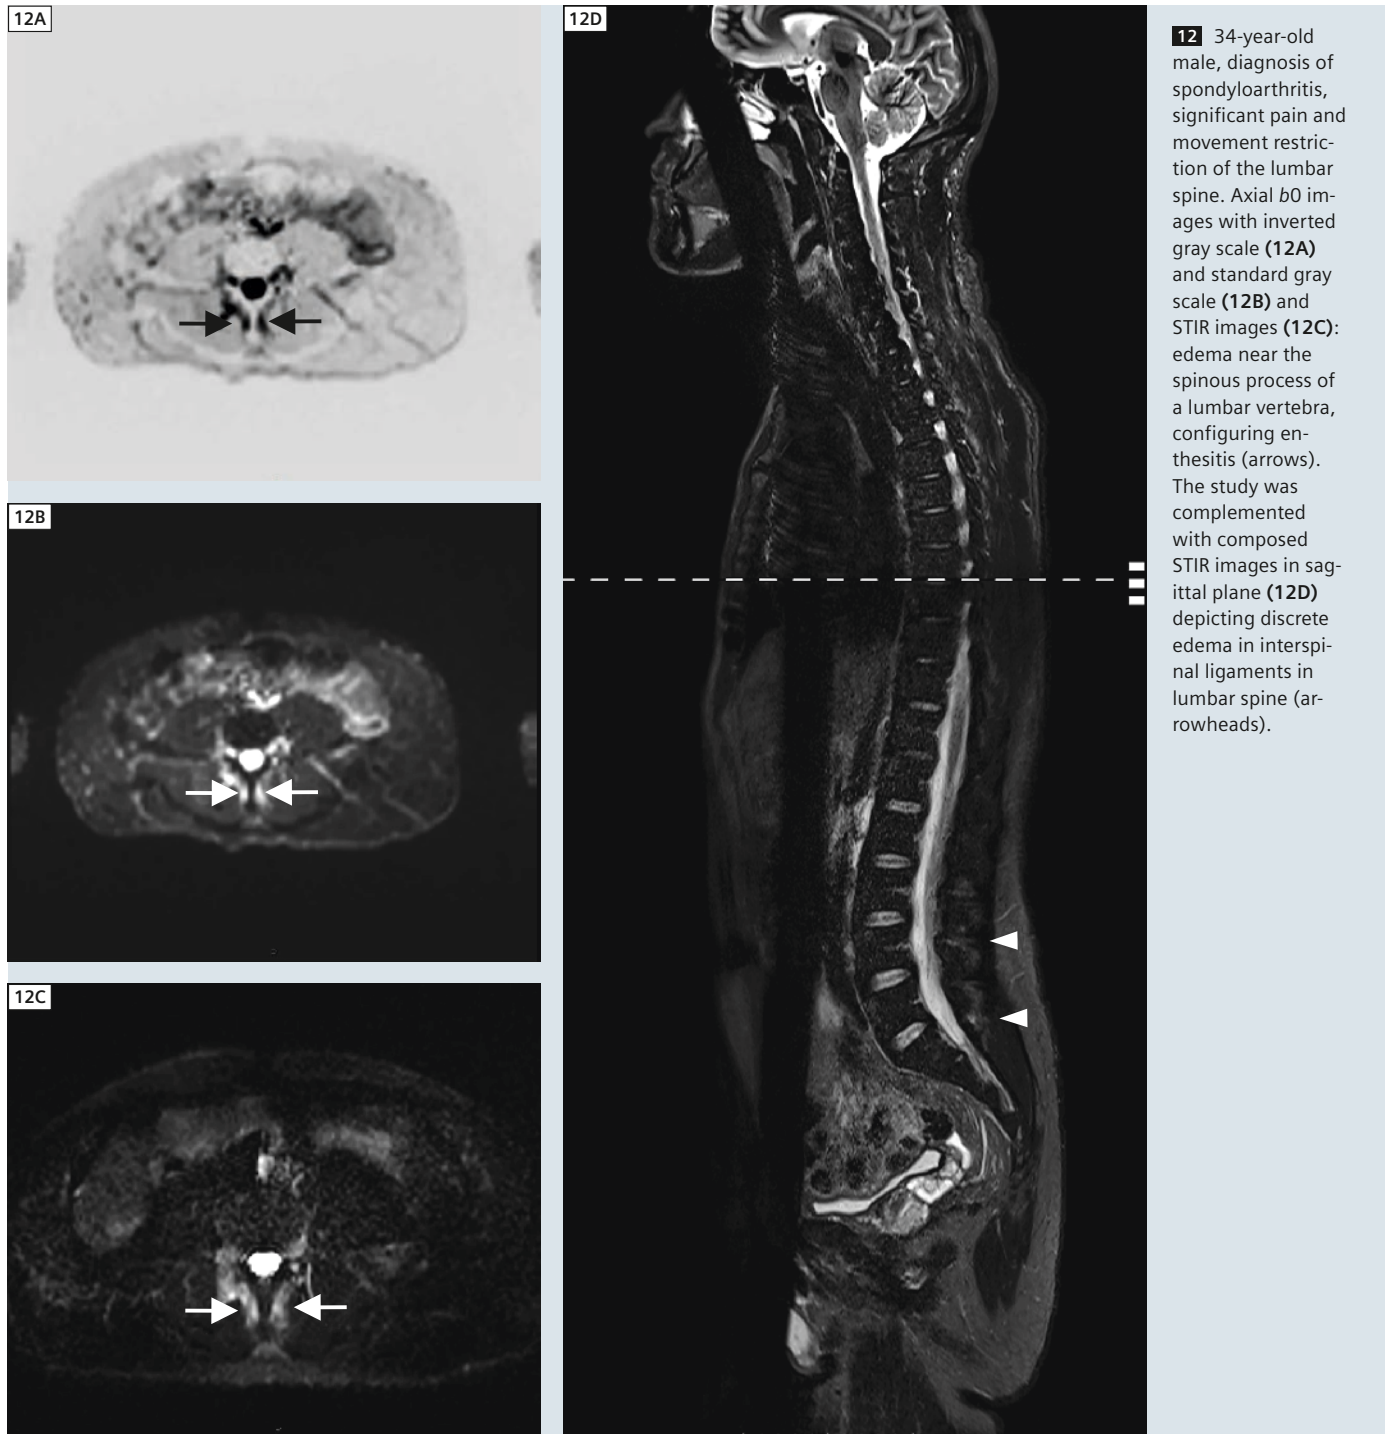 12A
12B
12C
12D
12 34-year-old
male, diagnosis of
spondyloarthritis,
significant pain and
movement restric-
tion of the lumbar
spine. Axial b0 im-
ages with inverted
gray scale (12A)
and standard gray
scale (12B) and
STIR images (12C):
edema near the
spinous process of
a lumbar vertebra,
configuring en-
thesitis (arrows).
The study was
complemented
with composed
STIR images in sag-
ittal plane (12D)
depicting discrete
edema in interspi-
nal ligaments in
lumbar spine (ar-
rowheads).